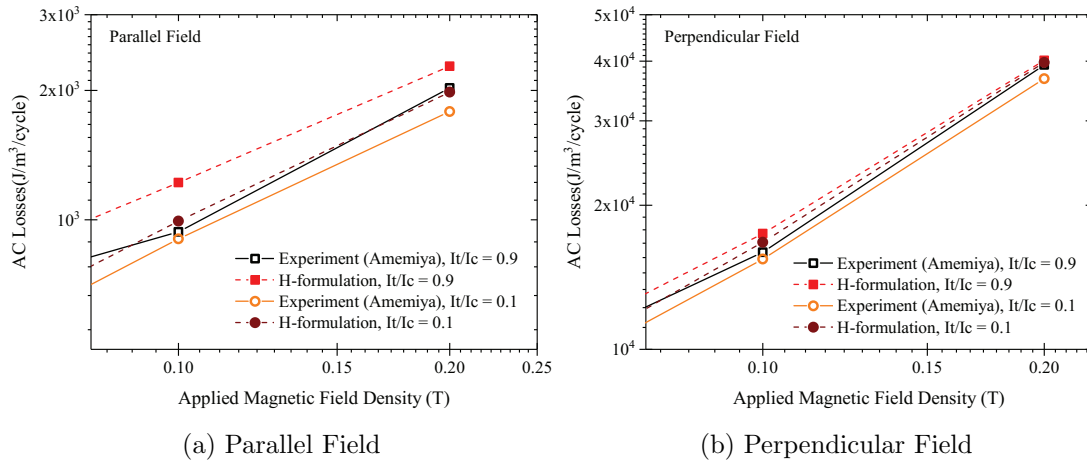 Parallel Field
AC Losses(J/m³/cycle)
2x10³
10³
Experiment (Amemiya), It/Ic = 0.9
H-formulation, It/Ic = 0.9
Experiment (Amemiya), It/Ic = 0.1
H-formulation, It/Ic = 0.1
0.10
0.15
0.20
0.25
Applied Magnetic Field Density (T)
(a) Parallel Field
Perpendicular Field
AC Losses(J/m³/cycle)
5x10⁴
4x10⁴
3x10⁴
2x10⁴
10⁴
Experiment (Amemiya), It/Ic = 0.9
H-formulation, It/Ic = 0.9
Experiment (Amemiya), It/Ic = 0.1
H-formulation, It/Ic = 0.1
0.10
0.15
0.20
Applied Magnetic Field Density (T)
(b) Perpendicular Field